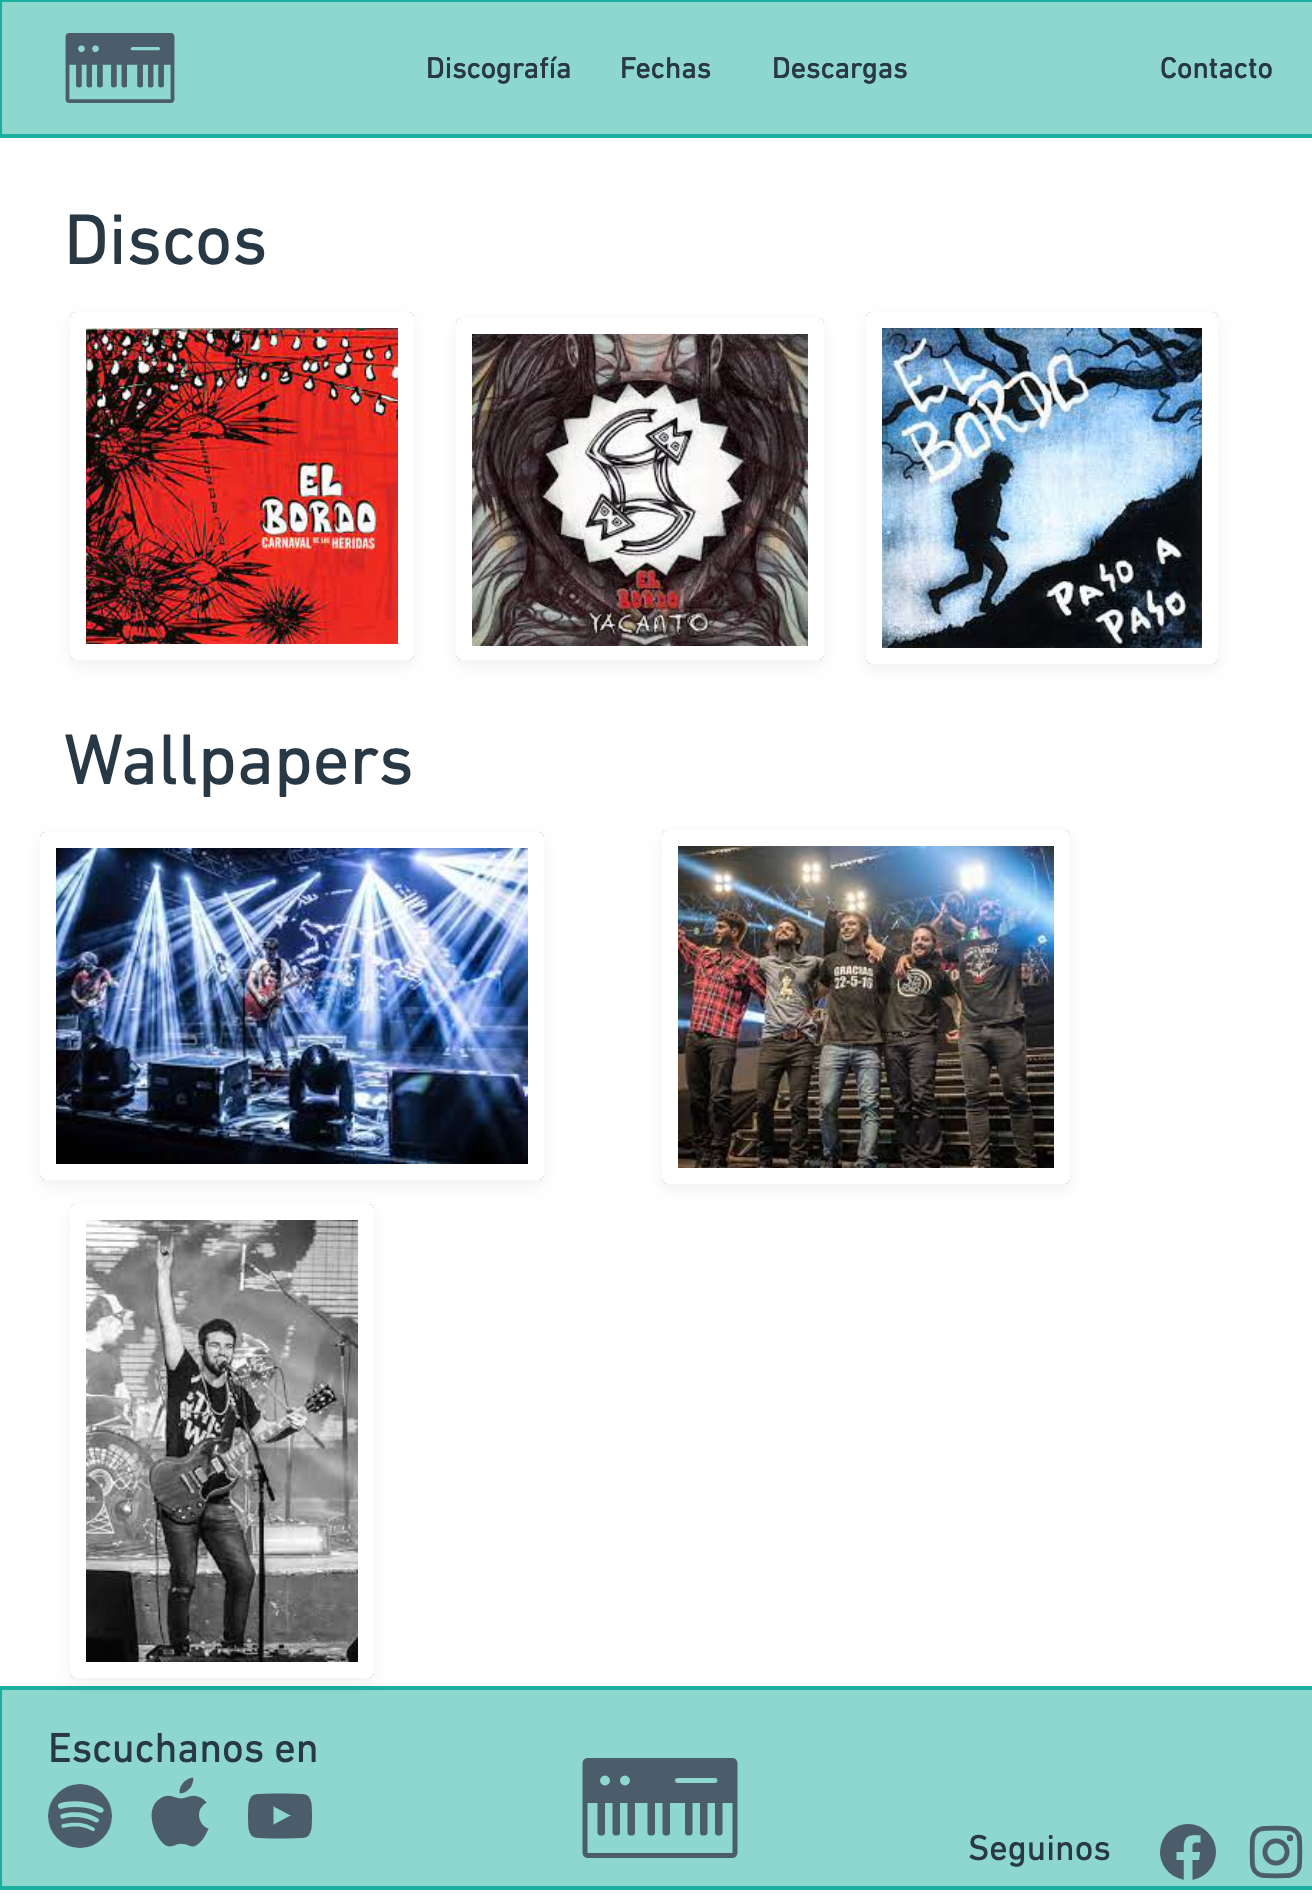 Discografía Fechas Descargas Contacto
Discos
EL
BORDO
CARNAVAL DE LAS HERIDAS
EL
BORDO
YACANTO
EL
BORDO
PASO A
PASO
Wallpapers
GRACIAS
22-5-16
Escuchanos en
Seguinos